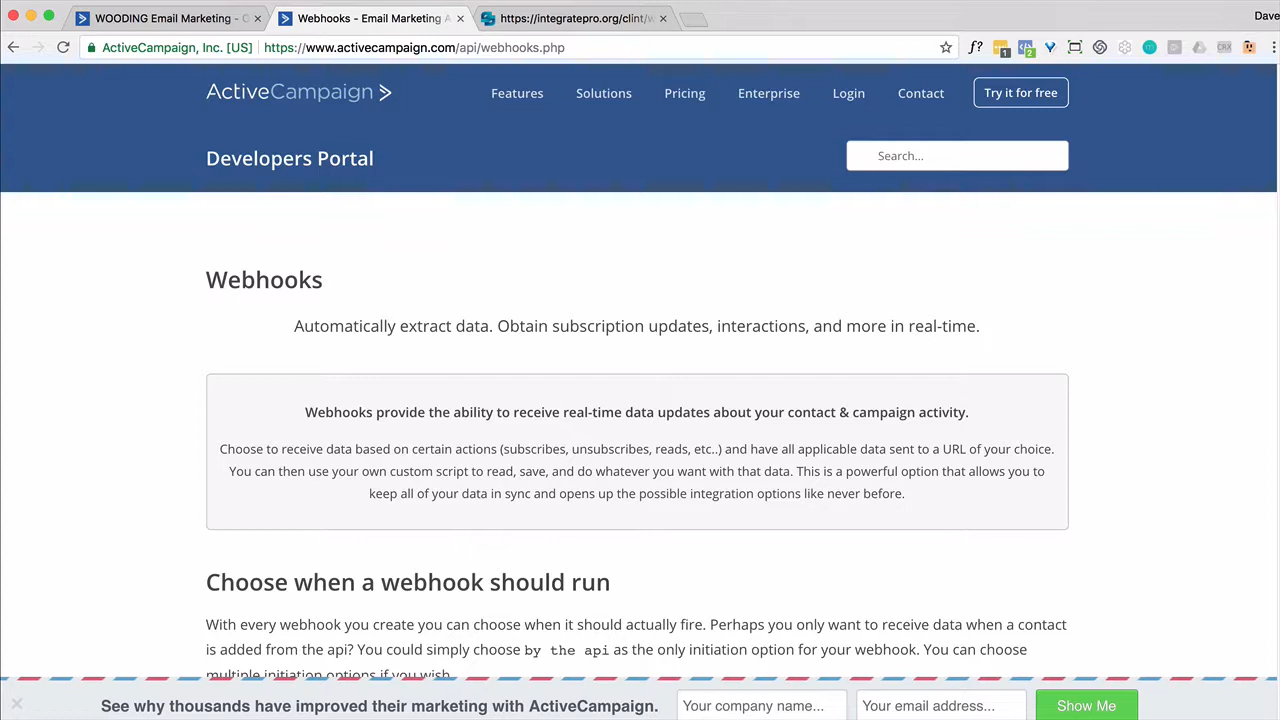 WOODING Email Marketing -
Webhooks - Email Marketing
https://integratepro.org/clint/
Dave
ActiveCampaign, Inc. [US]
https://www.activecampaign.com/api/webhooks.php
f?
1
2
CRX
ActiveCampaign >
Features
Solutions
Pricing
Enterprise
Login
Contact
Try it for free
Developers Portal
Search...
Webhooks
Automatically extract data. Obtain subscription updates, interactions, and more in real-time.
Webhooks provide the ability to receive real-time data updates about your contact & campaign activity.
Choose to receive data based on certain actions (subscribes, unsubscribes, reads, etc..) and have all applicable data sent to a URL of your choice.
You can then use your own custom script to read, save, and do whatever you want with that data. This is a powerful option that allows you to
keep all of your data in sync and opens up the possible integration options like never before.
Choose when a webhook should run
With every webhook you create you can choose when it should actually fire. Perhaps you only want to receive data when a contact
is added from the api? You could simply choose by the api as the only initiation option for your webhook. You can choose
multiple initiation options if you wish.
See why thousands have improved their marketing with ActiveCampaign.
Your company name...
Your email address...
Show Me